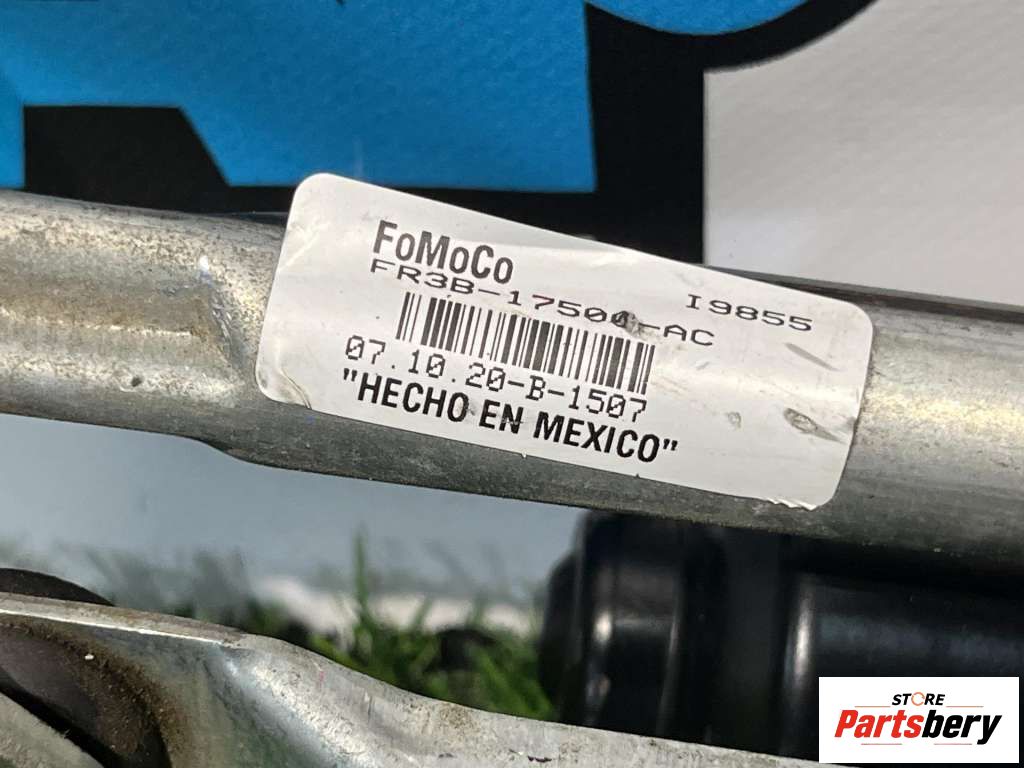 FoMoCo
FR3B-17500-AC I9855
07.10.20-B-1507
"HECHO EN MEXICO"
STORE
Partsbery